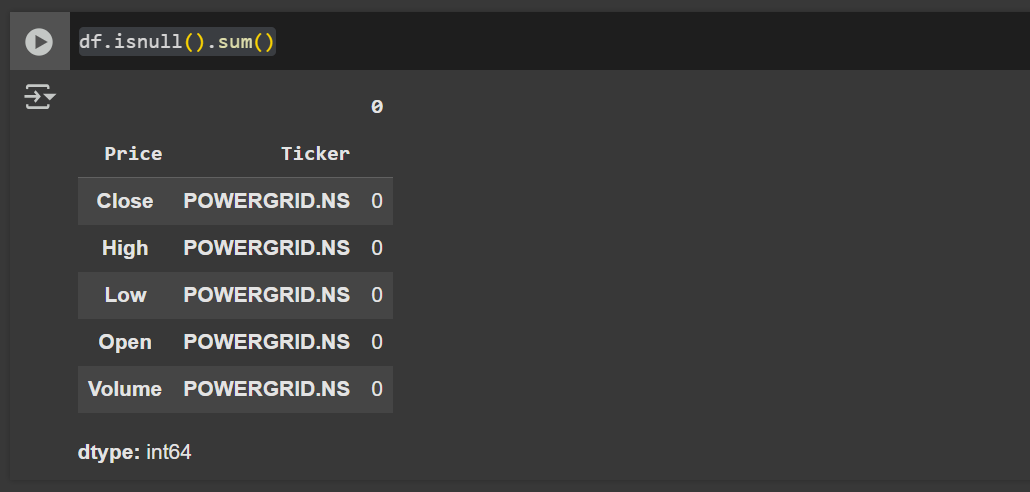 df.isnull().sum()
0
Price Ticker
Close POWERGRID.NS 0
High POWERGRID.NS 0
Low POWERGRID.NS 0
Open POWERGRID.NS 0
Volume POWERGRID.NS 0
dtype: int64